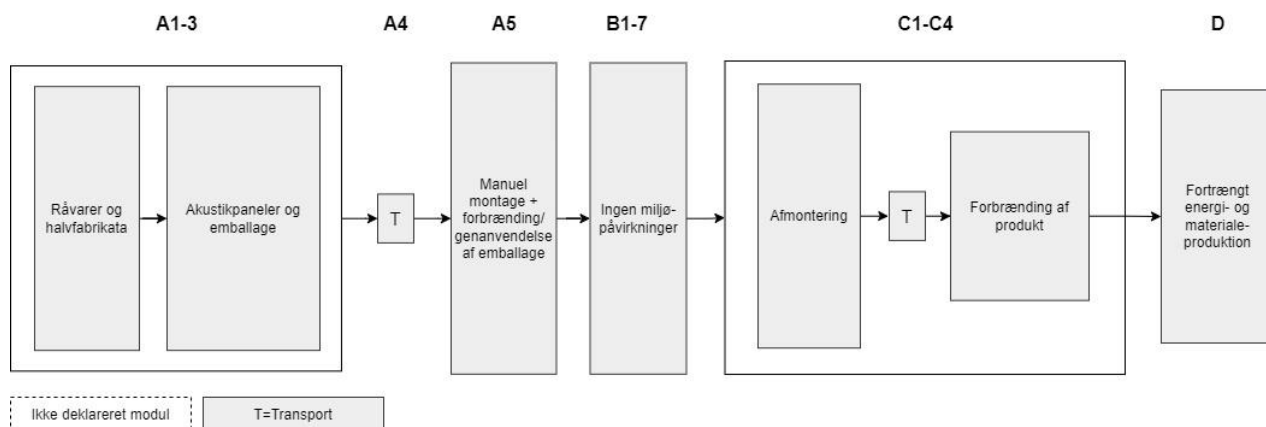 A1-3
A4
A5
B1-7
C1-C4
D
Råvarer og
halvfabrikata
Akustikpaneler og
emballage
T
Manuel
montage +
forbrænding/
genanvendelse
af emballage
Ingen miljø-
påvirkninger
Afmontering
T
Forbrænding af
produkt
Fortrængt
energi- og
materiale-
produktion
Ikke deklareret modul
T=Transport